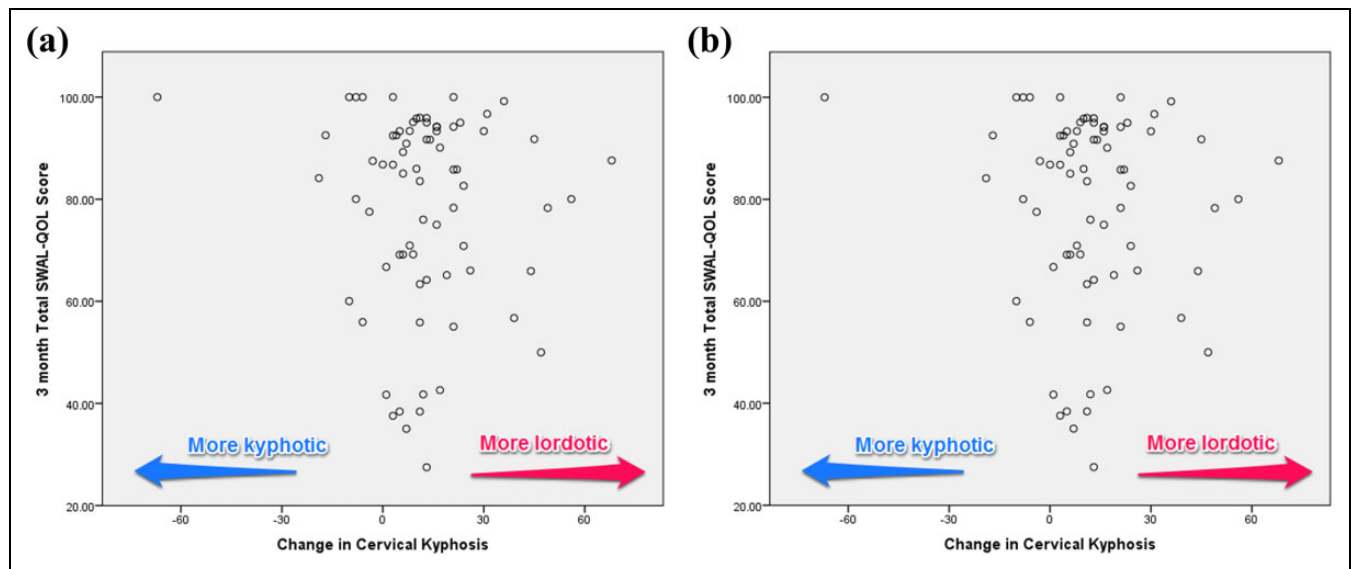 (a)
3 month Total SWAL-QOL Score
100.00
80.00
60.00
40.00
20.00
More kyphotic
More lordotic
-60 -30 0 30 60
Change in Cervical Kyphosis
(b)
3 month Total SWAL-QOL Score
100.00
80.00
60.00
40.00
20.00
More kyphotic
More lordotic
-60 -30 0 30 60
Change in Cervical Kyphosis